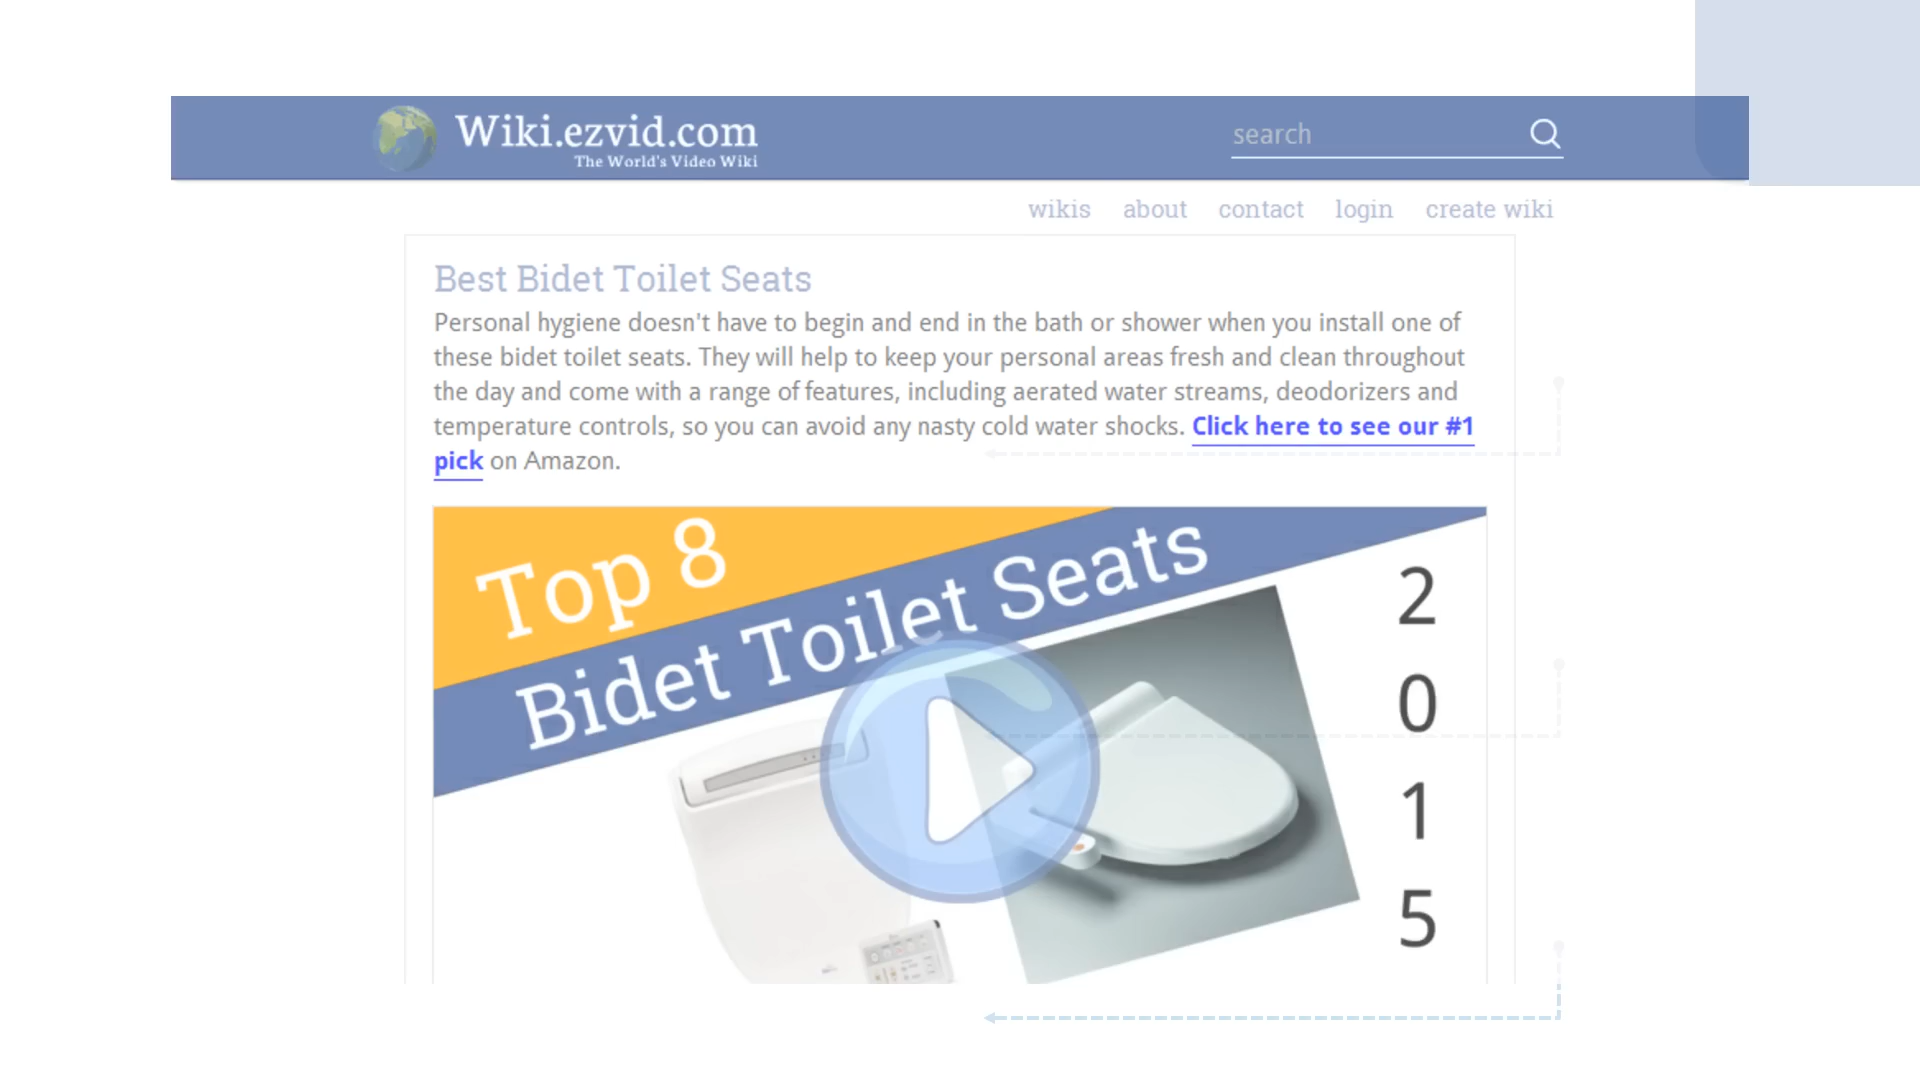 Wiki.ezvid.com
The World's Video Wiki
search
wikis about contact login create wiki
Best Bidet Toilet Seats
Personal hygiene doesn't have to begin and end in the bath or shower when you install one of
these bidet toilet seats. They will help to keep your personal areas fresh and clean throughout
the day and come with a range of features, including aerated water streams, deodorizers and
temperature controls, so you can avoid any nasty cold water shocks. Click here to see our #1
pick on Amazon.
Top 8
Bidet Toilet Seats
2
0
1
5